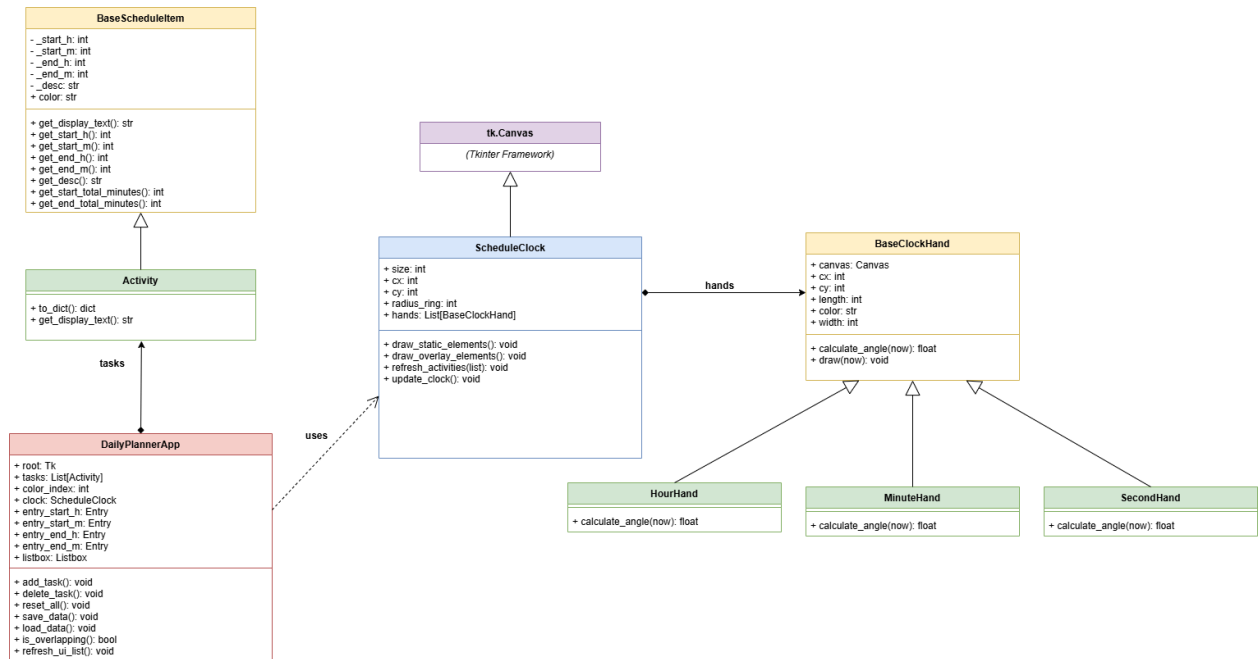 BaseScheduleItem
- _start_h: int
- _start_m: int
- _end_h: int
- _end_m: int
- _desc: str
+ color: str
+ get_display_text(): str
+ get_start_h(): int
+ get_start_m(): int
+ get_end_h(): int
+ get_end_m(): int
+ get_desc(): str
+ get_start_total_minutes(): int
+ get_end_total_minutes(): int
Activity
+ to_dict(): dict
+ get_display_text(): str
tasks
DailyPlannerApp
+ root: Tk
+ tasks: List[Activity]
+ color_index: int
+ clock: ScheduleClock
+ entry_start_h: Entry
+ entry_start_m: Entry
+ entry_end_h: Entry
+ entry_end_m: Entry
+ listbox: Listbox
+ add_task(): void
+ delete_task(): void
+ reset_all(): void
+ save_data(): void
+ load_data(): void
+ is_overlapping(): bool
+ refresh_ui_list(): void
uses
tk.Canvas
(Tkinter Framework)
ScheduleClock
+ size: int
+ cx: int
+ cy: int
+ radius_ring: int
+ hands: List[BaseClockHand]
+ draw_static_elements(): void
+ draw_overlay_elements(): void
+ refresh_activities(list): void
+ update_clock(): void
hands
BaseClockHand
+ canvas: Canvas
+ cx: int
+ cy: int
+ length: int
+ color: str
+ width: int
+ calculate_angle(now): float
+ draw(now): void
HourHand
+ calculate_angle(now): float
MinuteHand
+ calculate_angle(now): float
SecondHand
+ calculate_angle(now): float